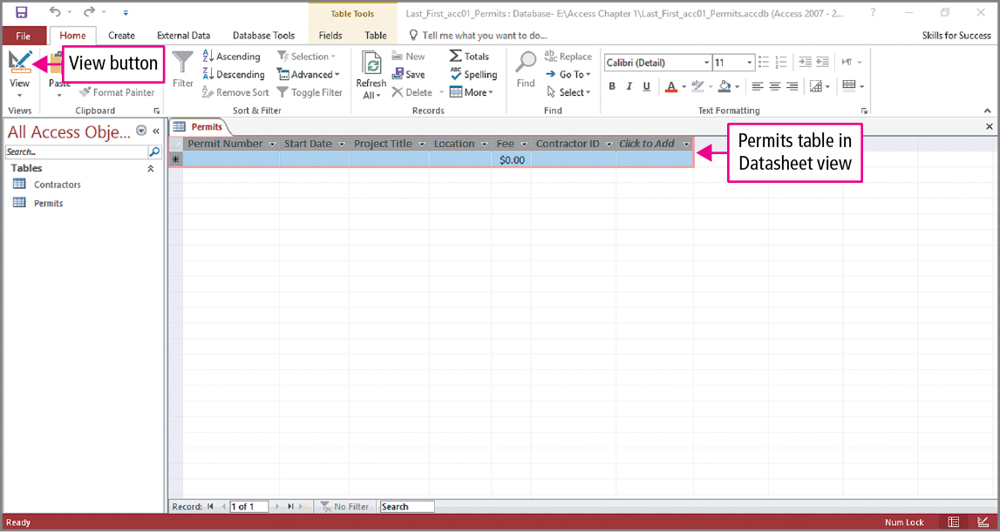 Table Tools
Last_First_acc01_Permits : Database- E:\Access Chapter 1\Last_First_acc01_Permits.accdb (Access 2007 - 2...
?
File Home Create External Data Database Tools Fields Table Tell me what you want to do... Skills for Success
View
View button
Paste
Format Painter
Filter
Ascending
Descending
Remove Sort
Selection
Advanced
Toggle Filter
Refresh
All
New
Save
Delete
Totals
Spelling
More
Find
Replace
Go To
Select
Calibri (Detail) 11
B I U A
Views Clipboard Sort & Filter Records Find Text Formatting
All Access Obje...
Search...
Tables
Contractors
Permits
Permits
Permit Number Start Date Project Title Location Fee Contractor ID Click to Add
$0.00
Permits table in
Datasheet view
Record: 1 of 1 No Filter Search
Ready Num Lock